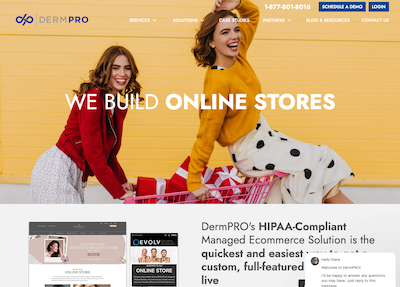 1-877-801-8016
SCHEDULE A DEMO
LOGIN
DERMPRO
SERVICES
SOLUTIONS
CASE STUDIES
PARTNERS
BLOG & RESOURCES
CONTACT US
WE BUILD ONLINE STORES
DermPRO's HIPAA-Compliant
Managed Ecommerce Solution is the
quickest and easiest
custom, full-featured
live
ONLINE STORE
EVOLV
ONLINE STORE
Hello there
Welcome to DermPRO!
I'd be happy to answer any questions
you may have, just reply to this